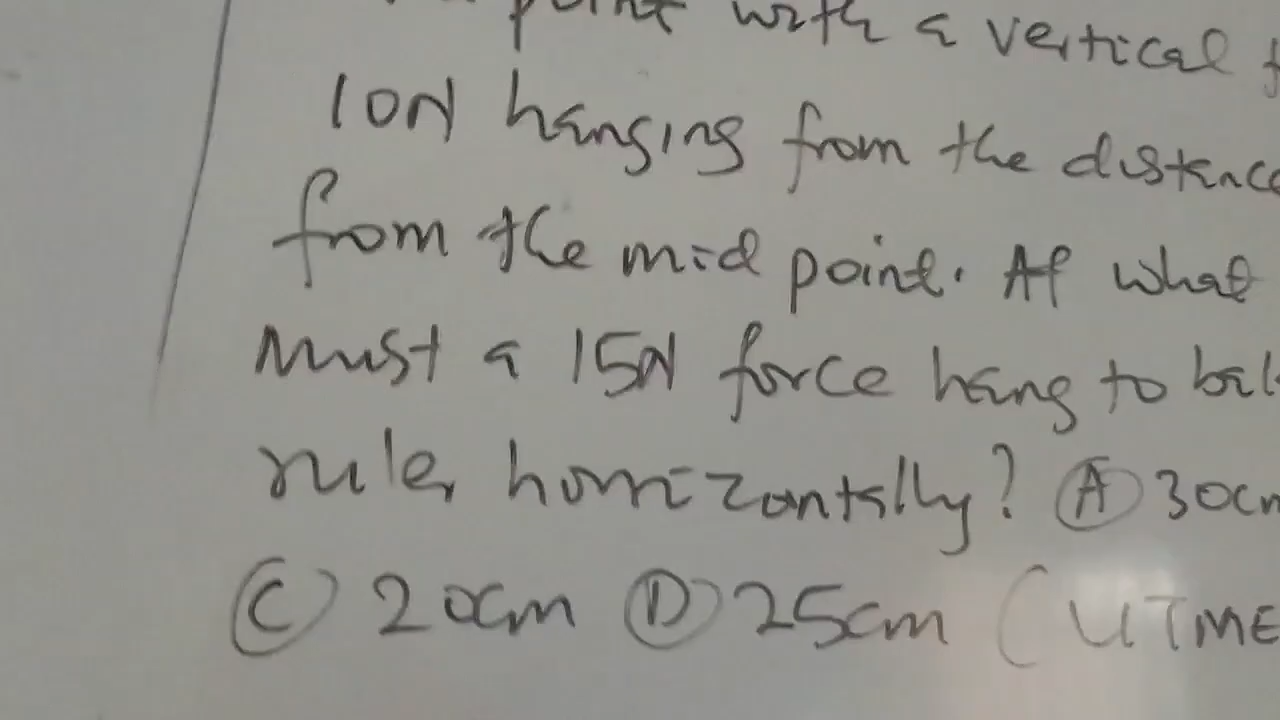 point with a vertical
10N hanging from the distance
from the mid point. At what
must a 15N force hang to bal
ruler horizontally? (A) 30cm
(C) 20cm (D) 25cm (UTME